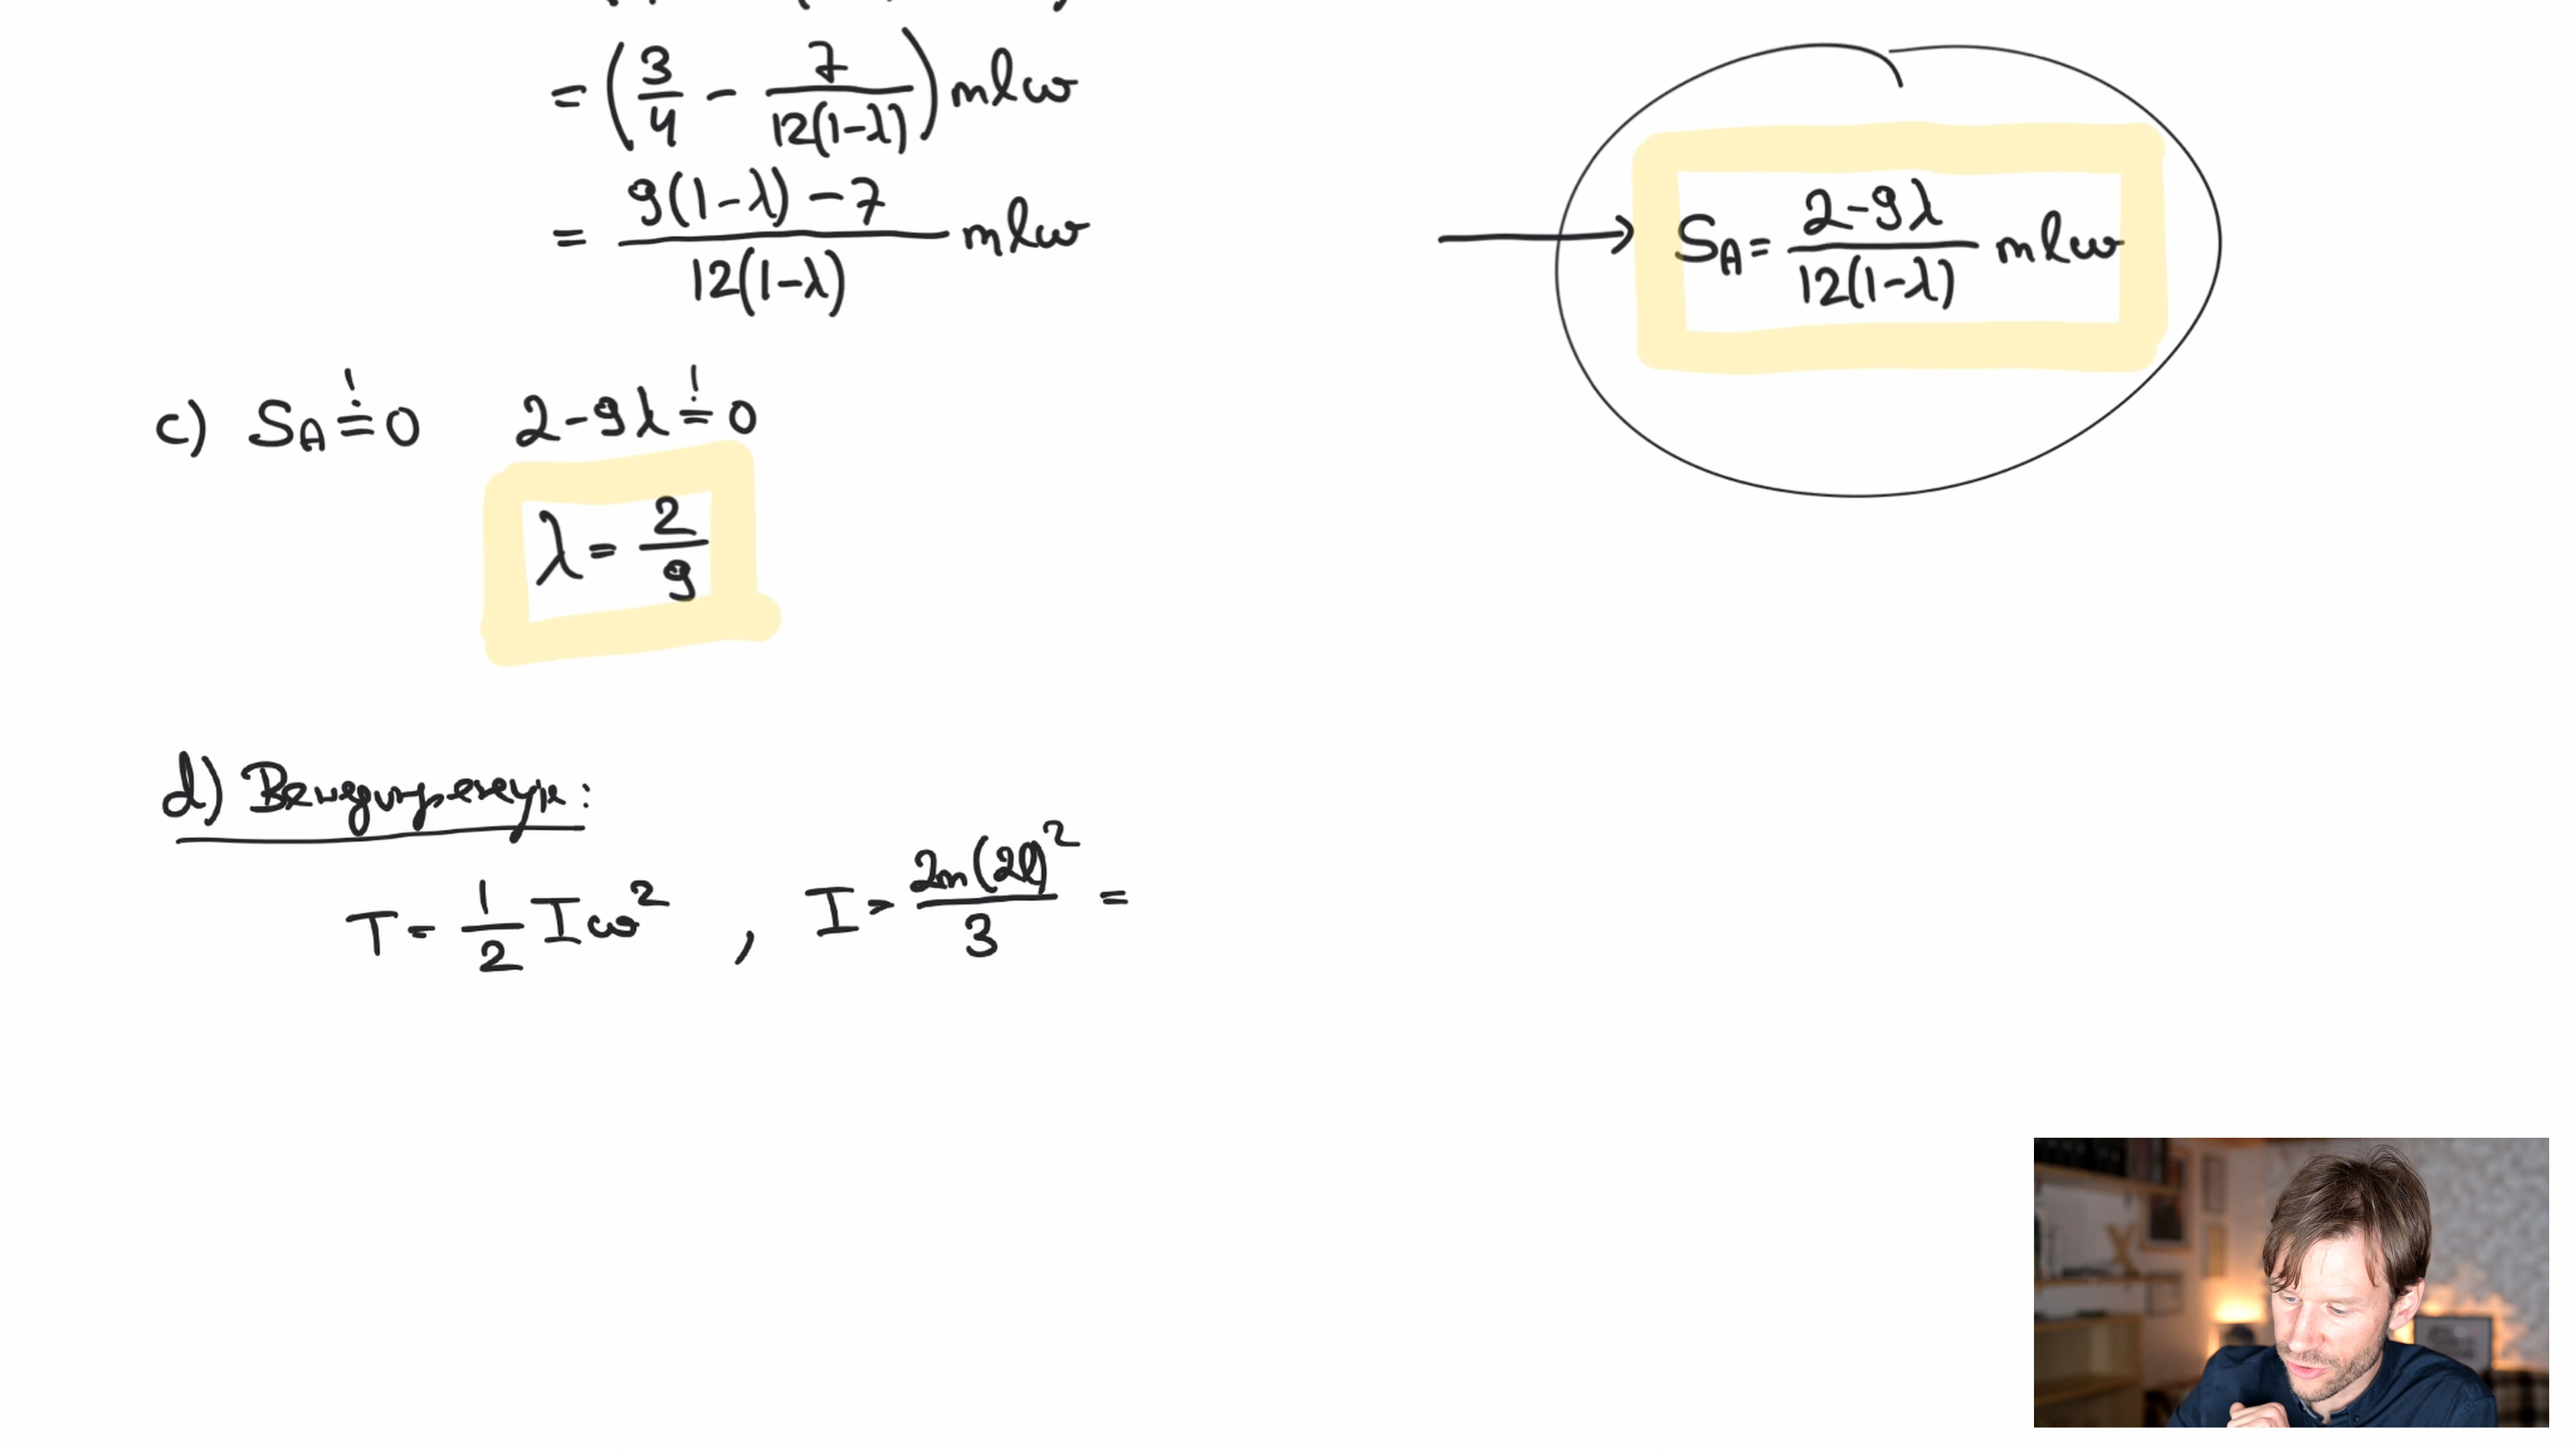 = (3/4 - 7/12(1-λ)) mlω
= 9(1-λ) - 7 / 12(1-λ) mlω
→ S_A = 2-9λ / 12(1-λ) mlω
c) S_A =! 0   2-9λ =! 0
λ = 2/9
d) Bewegungsenergie:
T = 1/2 Iω² , I = 2m(2l)²/3 =